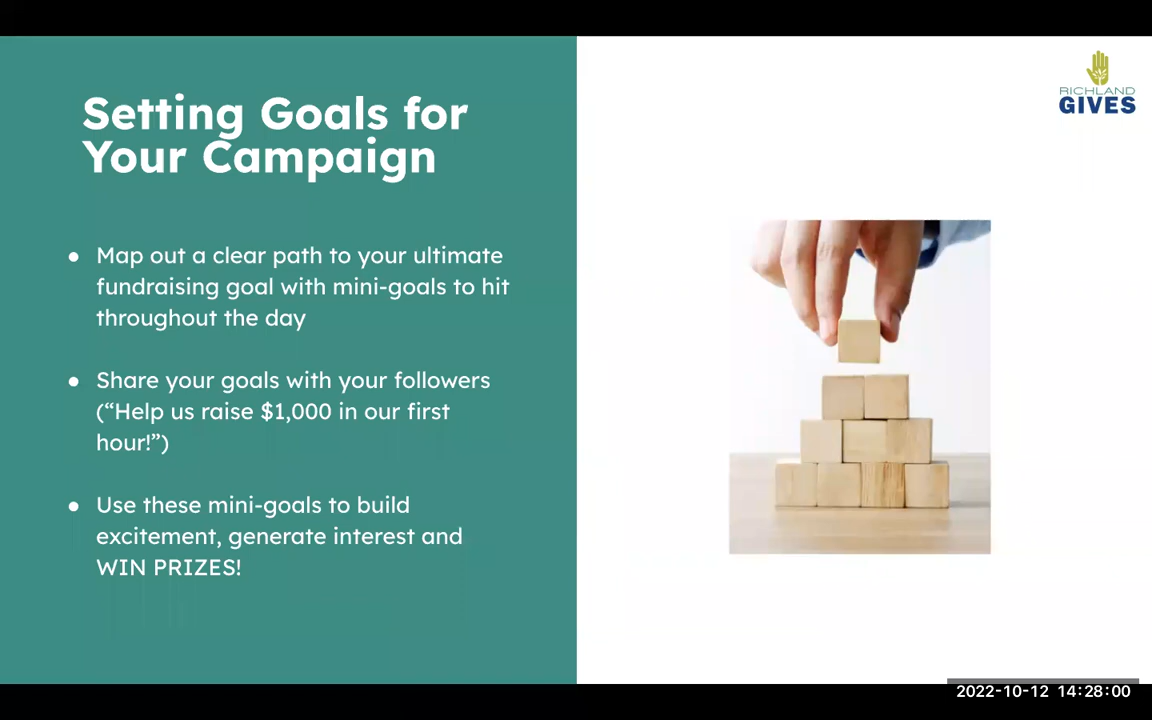 RICHLAND
GIVES
Setting Goals for
Your Campaign
● Map out a clear path to your ultimate
fundraising goal with mini-goals to hit
throughout the day
● Share your goals with your followers
(“Help us raise $1,000 in our first
hour!”)
● Use these mini-goals to build
excitement, generate interest and
WIN PRIZES!
2022-10-12 14:28:00